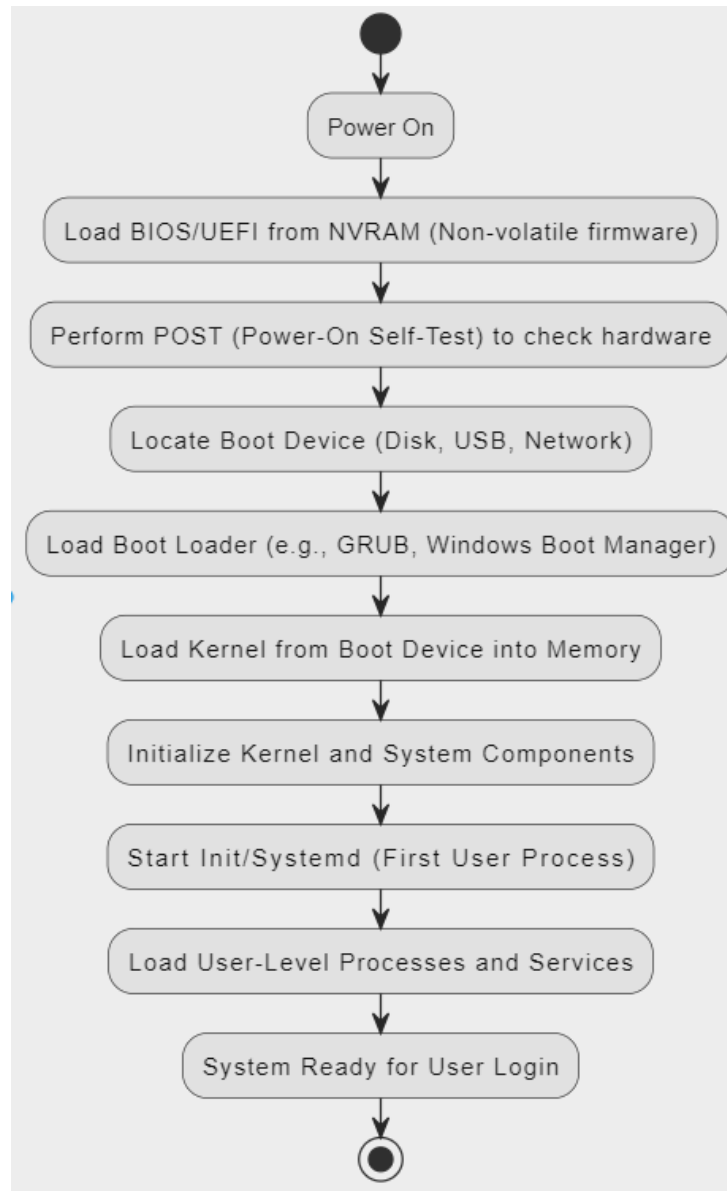 Power On
Load BIOS/UEFI from NVRAM (Non-volatile firmware)
Perform POST (Power-On Self-Test) to check hardware
Locate Boot Device (Disk, USB, Network)
Load Boot Loader (e.g., GRUB, Windows Boot Manager)
Load Kernel from Boot Device into Memory
Initialize Kernel and System Components
Start Init/Systemd (First User Process)
Load User-Level Processes and Services
System Ready for User Login